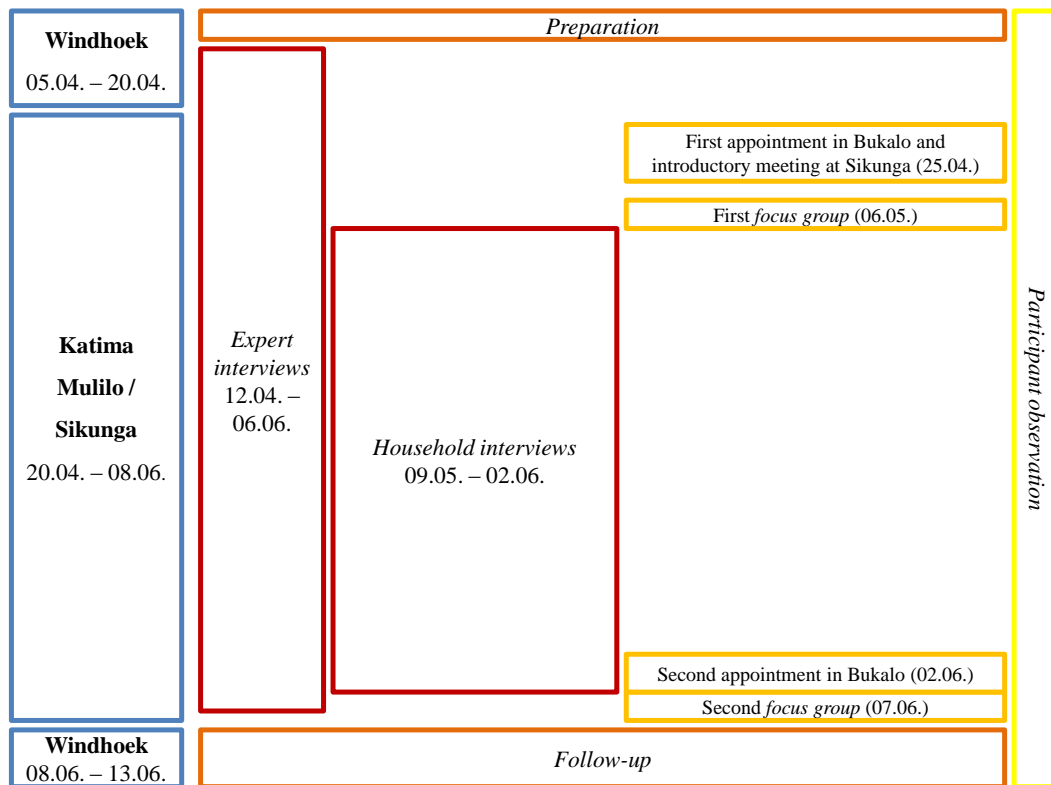 Windhoek
05.04. – 20.04.
Preparation
First appointment in Bukalo and
introductory meeting at Sikunga (25.04.)
First focus group (06.05.)
Katima
Mulilo /
Sikunga
20.04. – 08.06.
Expert
interviews
12.04. –
06.06.
Household interviews
09.05. – 02.06.
Second appointment in Bukalo (02.06.)
Second focus group (07.06.)
Windhoek
08.06. – 13.06.
Follow-up
Participant observation